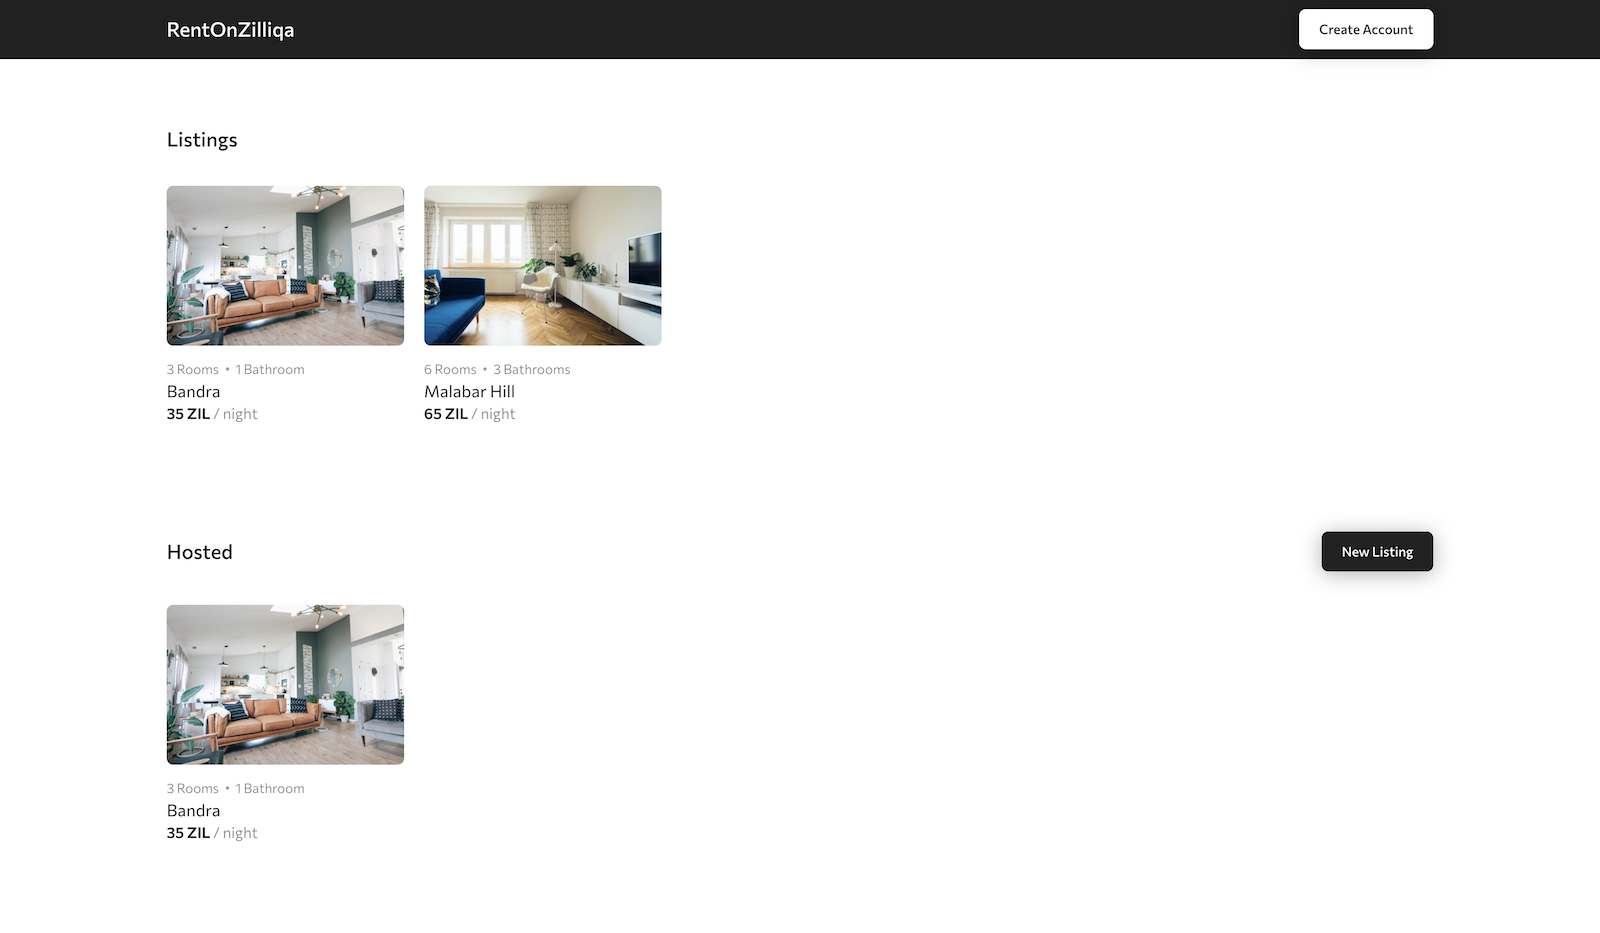 RentOnZilliqa
Create Account
Listings
3 Rooms • 1 Bathroom
Bandra
35 ZIL / night
6 Rooms • 3 Bathrooms
Malabar Hill
65 ZIL / night
Hosted
New Listing
3 Rooms • 1 Bathroom
Bandra
35 ZIL / night